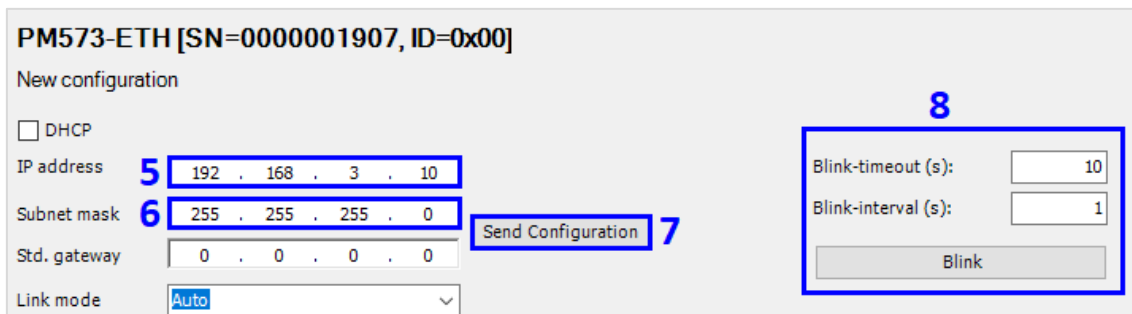 PM573-ETH [SN=0000001907, ID=0x00]
New configuration
8
DHCP
IP address 5 192 . 168 . 3 . 10
Blink-timeout (s): 10
Subnet mask 6 255 . 255 . 255 . 0
Send Configuration 7
Blink-interval (s): 1
Std. gateway 0 . 0 . 0 . 0
Blink
Link mode Auto